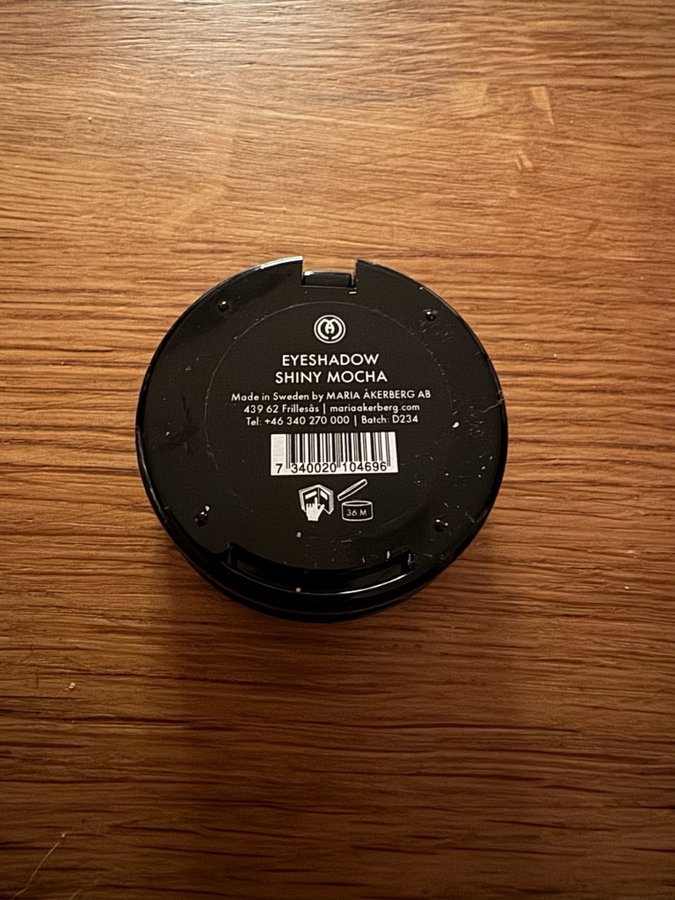 EYESHADOW
SHINY MOCHA
Made in Sweden by MARIA ÅKERBERG AB
439 62 Frillesås | mariaakerberg.com
Tel: +46 340 270 000 | Batch: D234
7 340020 104696
36 M